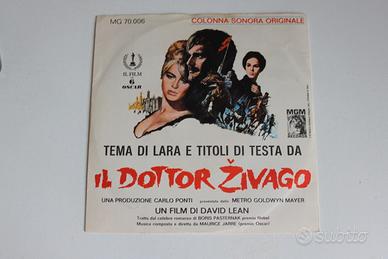 MG 70.006
COLONNA SONORA ORIGINALE
IL FILM
6
OSCAR
MGM
RECORDS
TEMA DI LARA E TITOLI DI TESTA DA
IL DOTTOR ŽIVAGO
UNA PRODUZIONE CARLO PONTI presentata dalla METRO GOLDWYN MAYER
UN FILM DI DAVID LEAN
Tratto dal celebre romanzo di BORIS PASTERNAK premio Nobel
Musica composta e diretta da MAURICE JARRE (premio Oscar)
subito.it